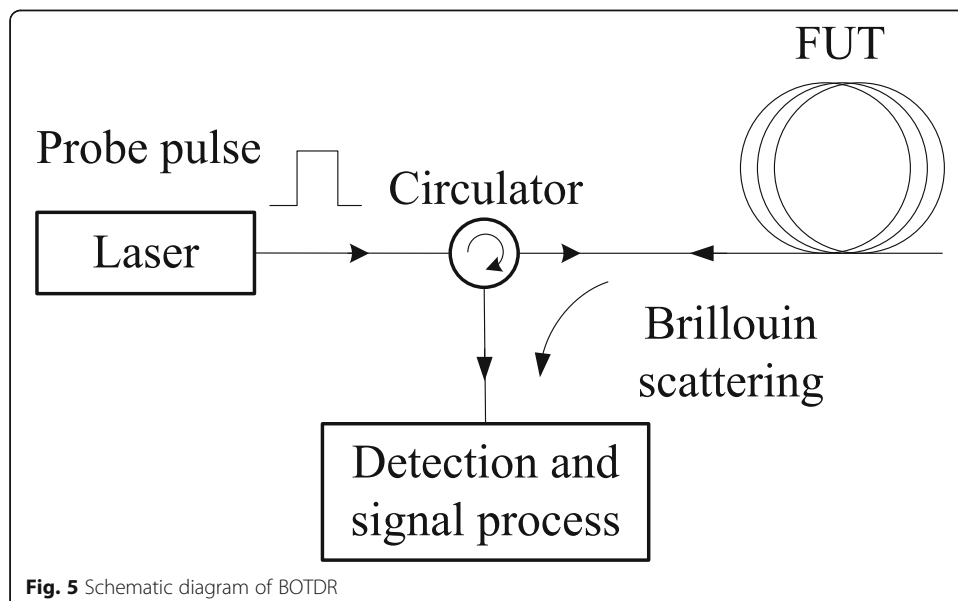 FUT
Probe pulse
Circulator
Laser
Brillouin
scattering
Detection and
signal process
Fig. 5 Schematic diagram of BOTDR